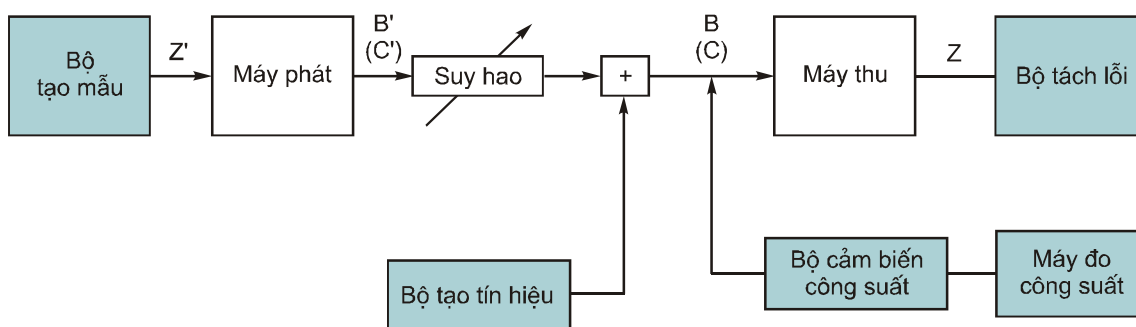 Bộ
tạo mẫu
Z'
Máy phát
B'
(C')
Suy hao
+
B
(C)
Máy thu
Z
Bộ tách lỗi
Bộ tạo tín hiệu
Bộ cảm biến
công suất
Máy đo
công suất